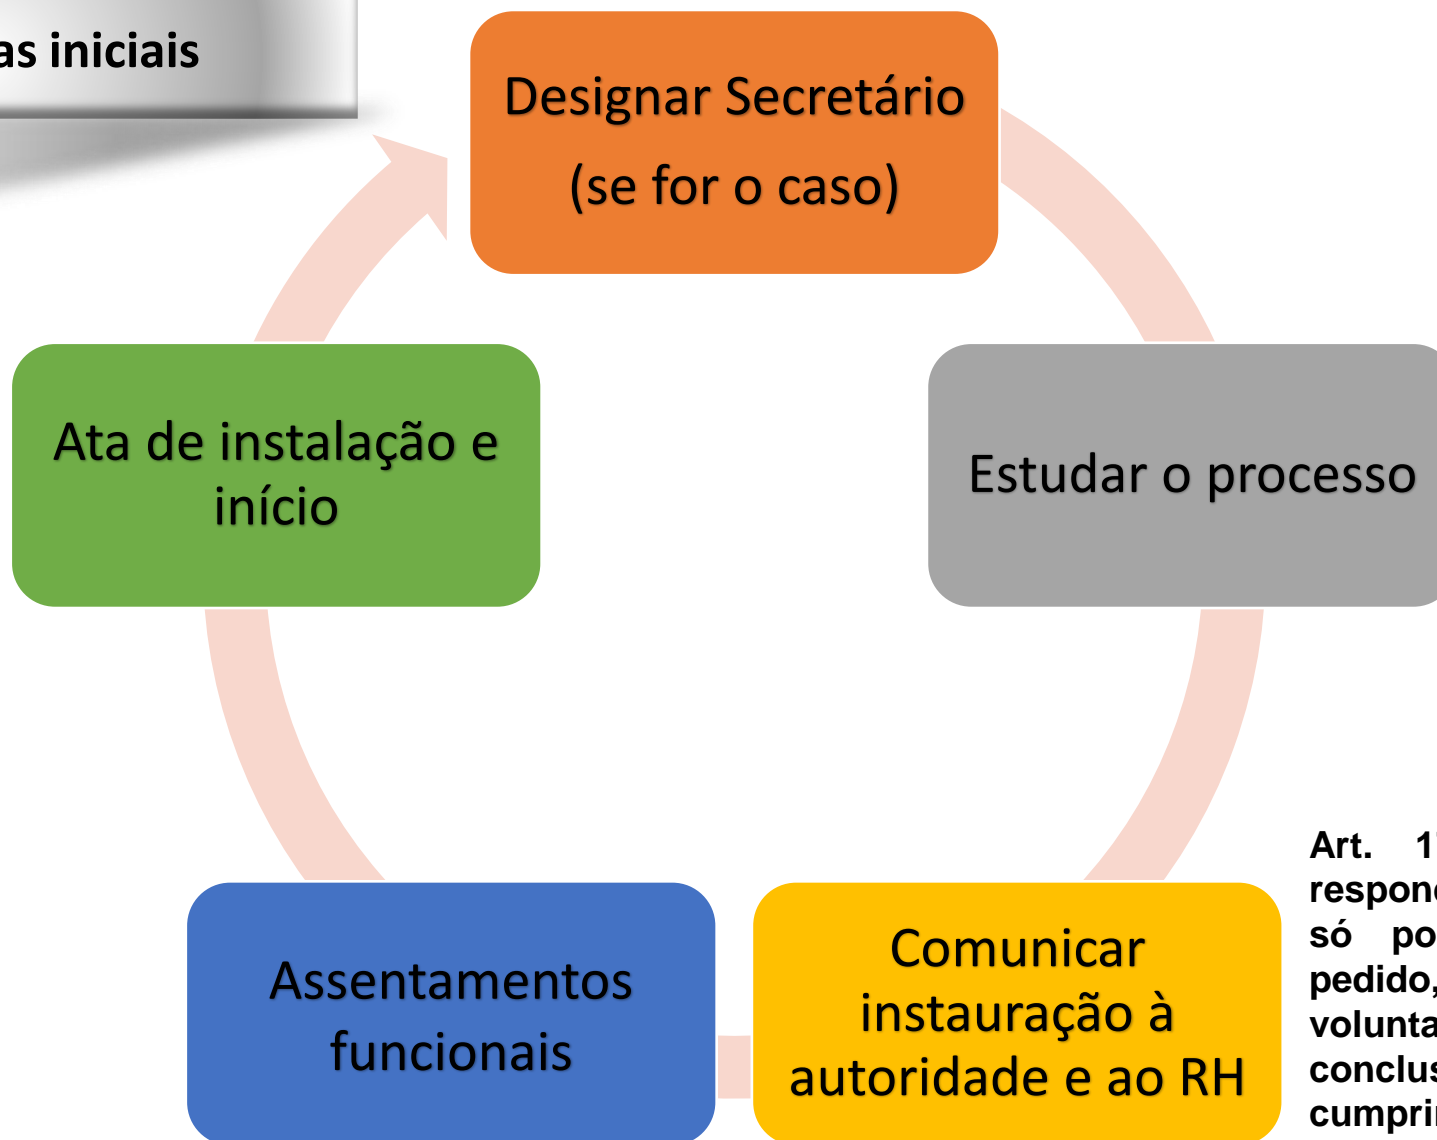 as iniciais
Designar Secretário
(se for o caso)
Ata de instalação e
início
Estudar o processo
Assentamentos
funcionais
Comunicar
instauração à
autoridade e ao RH
Art.
só
pedido,